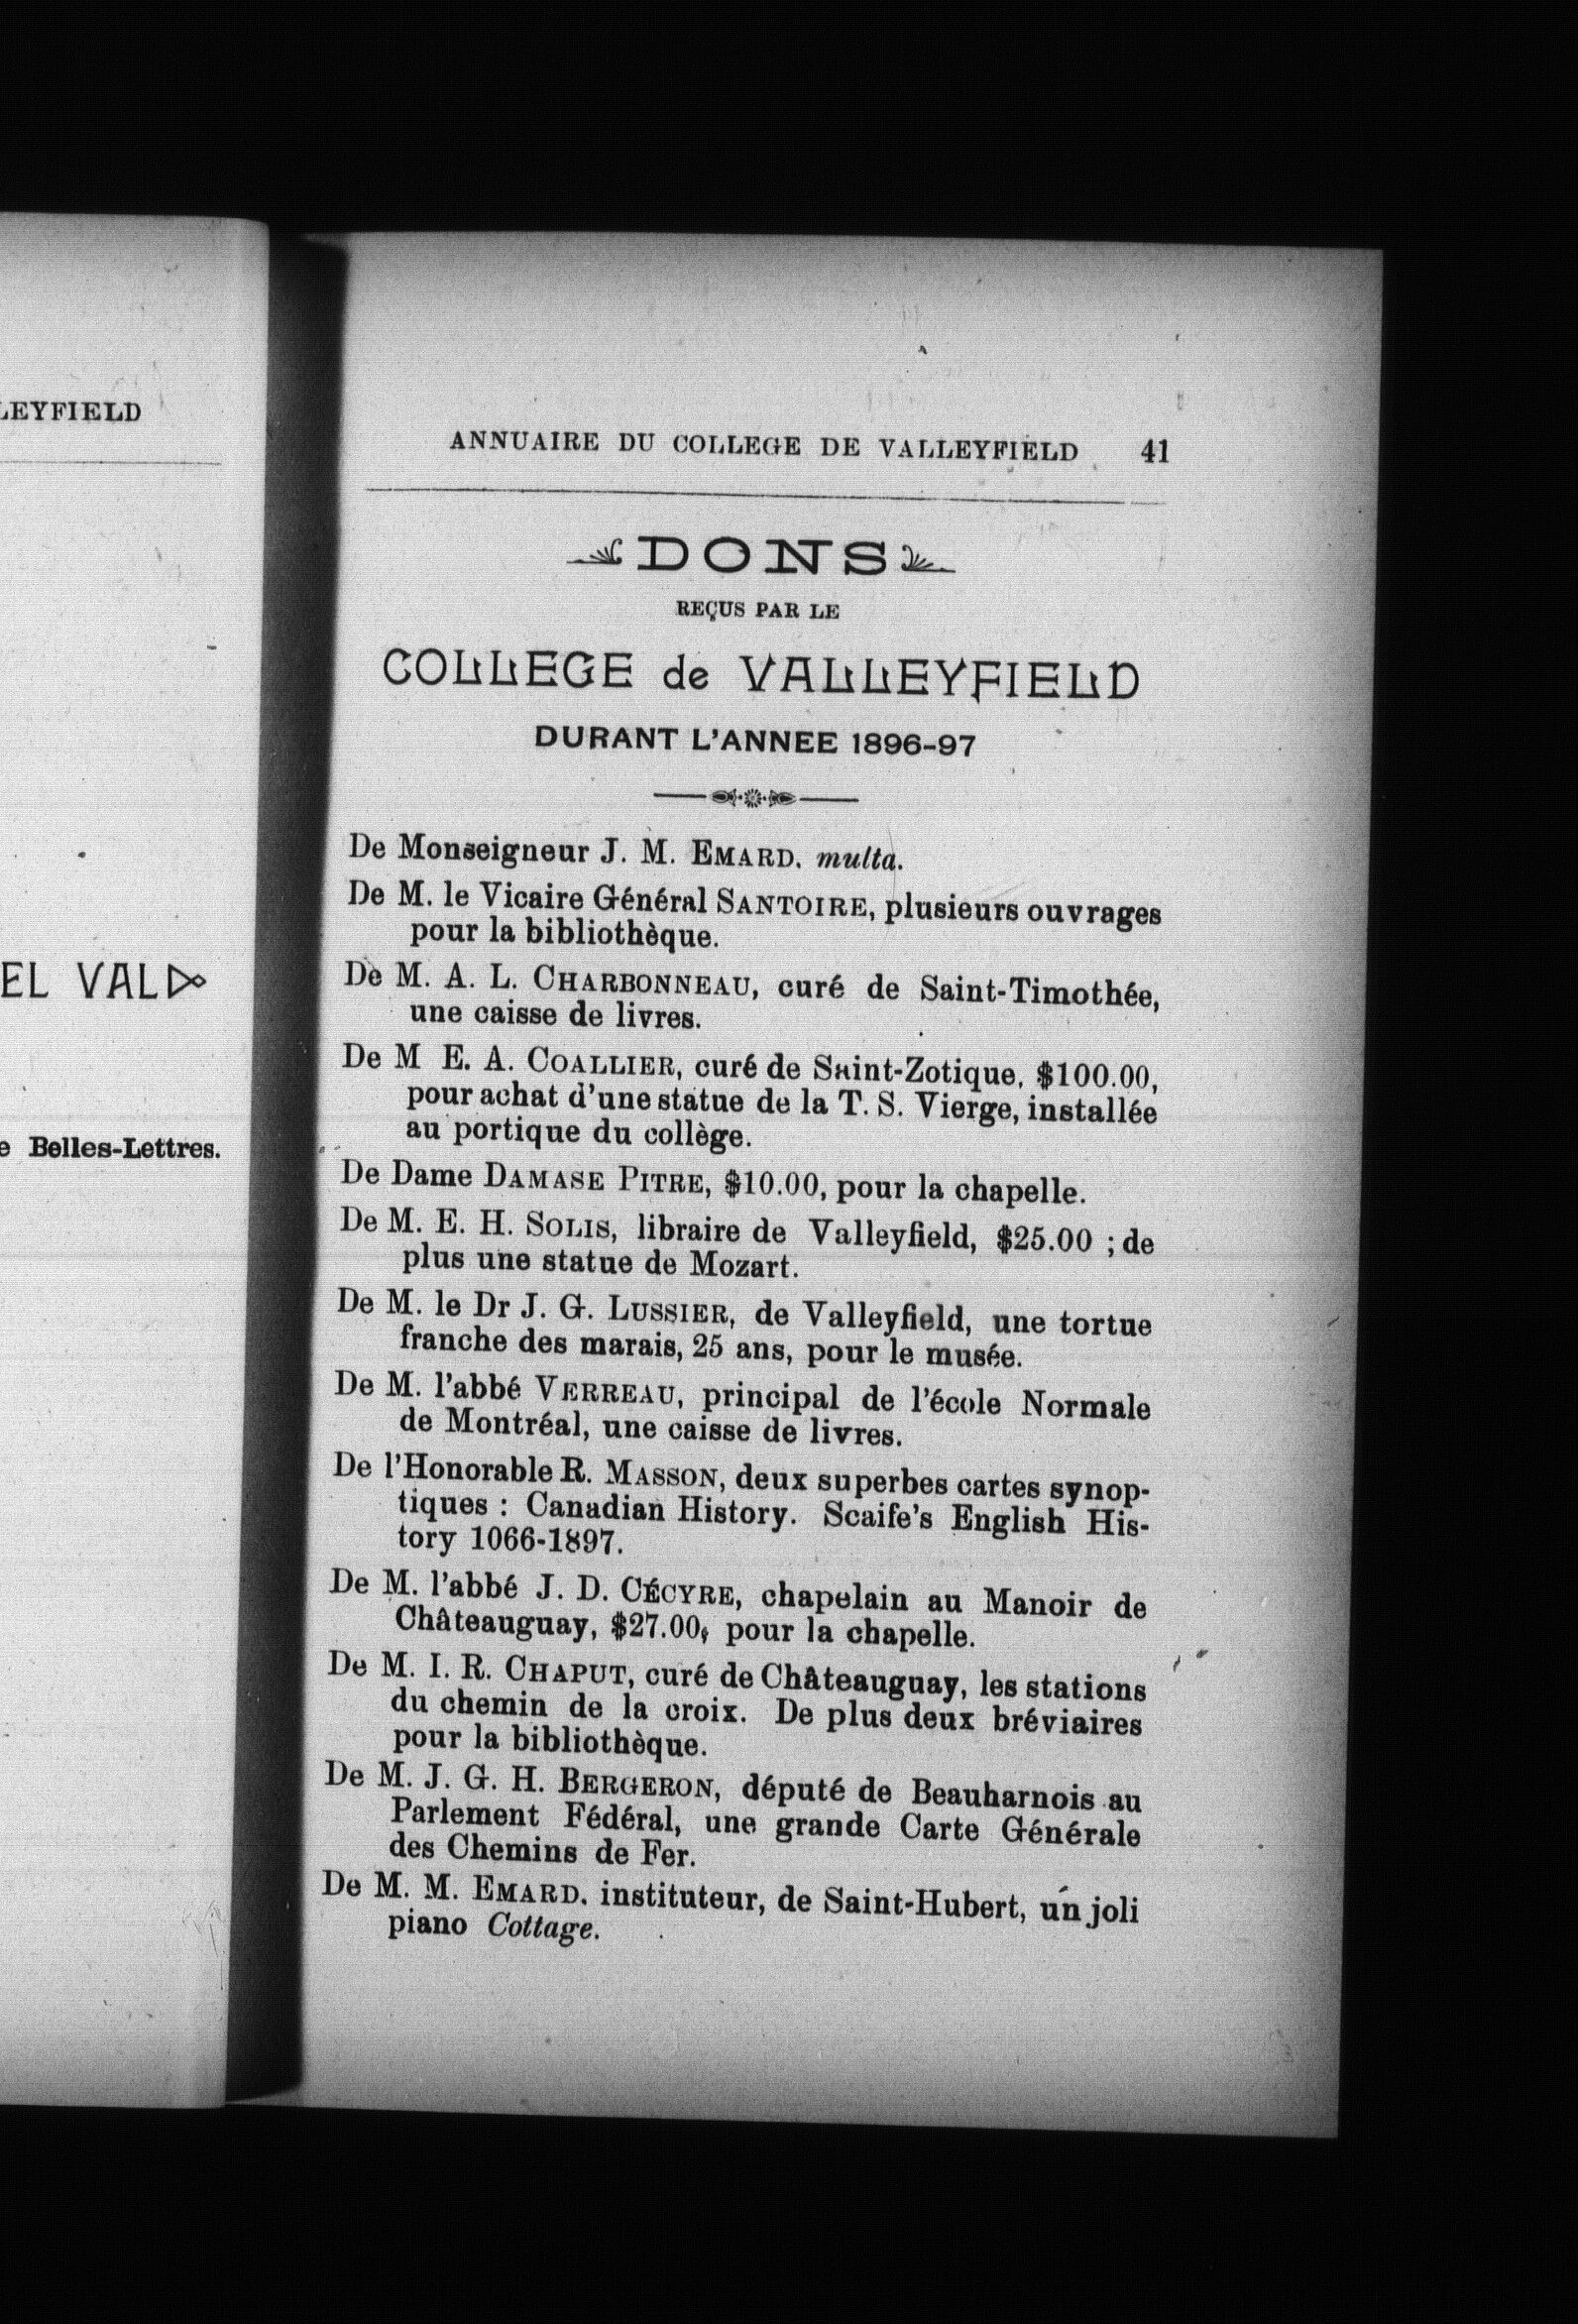 LEYFIELD
EL VAL
e Belles-Lettres.
ANNUAIRE DU COLLEGE DE VALLEYFIELD 41
DONS
REÇUS PAR LE
COLLEGE de VALLEYFIELD
DURANT L'ANNEE 1896-97
De Monseigneur J. M. EMARD. multa.
De M. le Vicaire Général SANTOIRE, plusieurs ouvrages
pour la bibliothèque.
De M. A. L. CHARBONNEAU, curé de Saint-Timothée,
une caisse de livres.
De M E. A. COALLIER, curé de Saint-Zotique, $100.00,
pour achat d'une statue de la T. S. Vierge, installée
au portique du collège.
De Dame DAMASE PITRE, $10.00, pour la chapelle.
De M. E. H. SOLIS, libraire de Valleyfield, $25.00 ; de
plus une statue de Mozart.
De M. le Dr J. G. LUSSIER, de Valleyfield, une tortue
franche des marais, 25 ans, pour le musée.
De M. l'abbé VERREAU, principal de l'école Normale
de Montréal, une caisse de livres.
De l'Honorable R. MASSON, deux superbes cartes synop-
tiques : Canadian History. Scaife's English His-
tory 1066-1897.
De M. l'abbé J. D. CÉCYRE, chapelain au Manoir de
Châteauguay, $27.00, pour la chapelle.
De M. I. R. CHAPUT, curé de Châteauguay, les stations
du chemin de la croix. De plus deux bréviaires
pour la bibliothèque.
De M. J. G. H. BERGERON, député de Beauharnois au
Parlement Fédéral, une grande Carte Générale
des Chemins de Fer.
De M. M. EMARD. instituteur, de Saint-Hubert, un joli
piano Cottage.